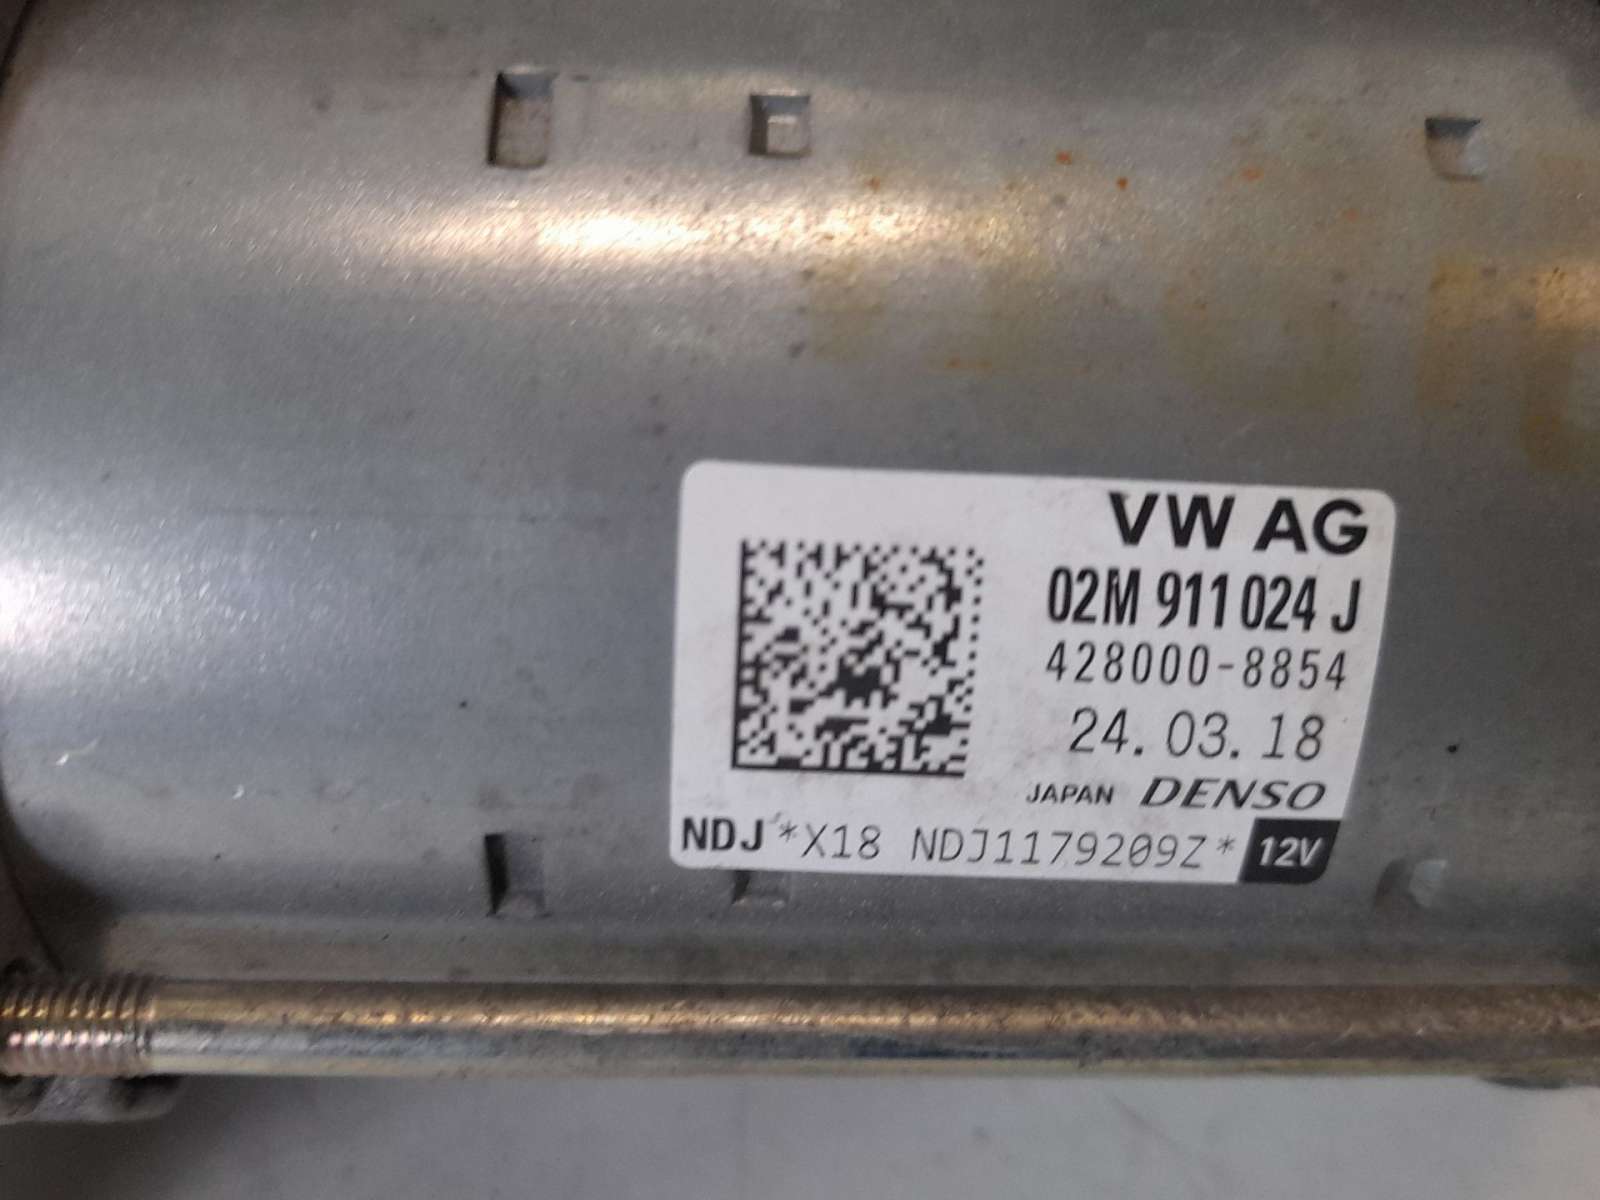 VW AG
02M 911 024 J
428000-8854
24.03.18
JAPAN DENSO
NDJ *X18 NDJ1179209Z* 12V